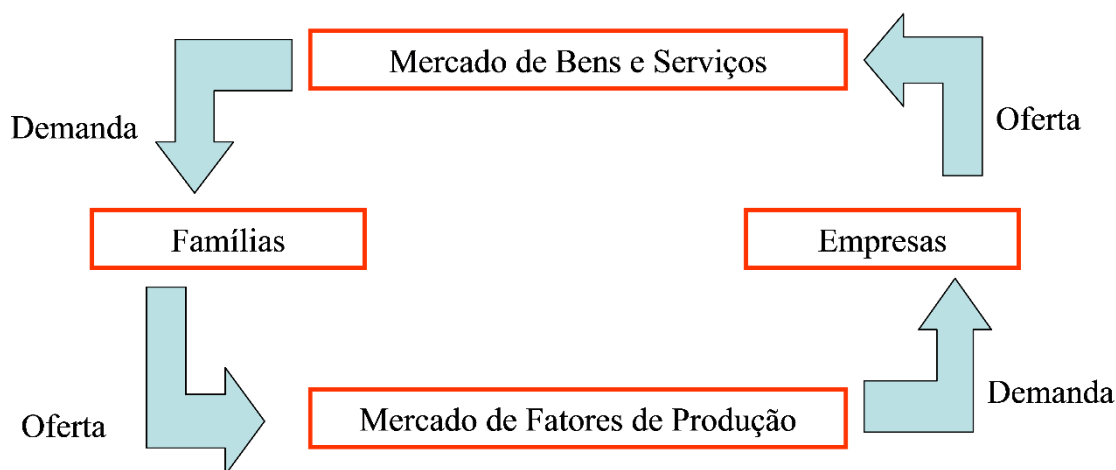 Mercado de Bens e Serviços
Demanda
Oferta
Famílias
Empresas
Oferta
Mercado de Fatores de Produção
Demanda